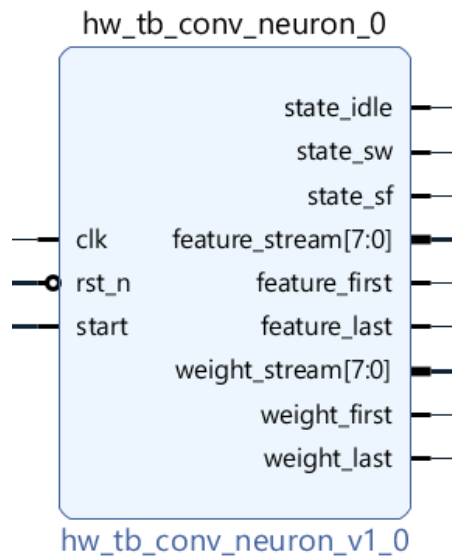 hw_tb_conv_neuron_0
state_idle
state_sw
state_sf
clk feature_stream[7:0]
rst_n feature_first
start feature_last
weight_stream[7:0]
weight_first
weight_last
hw_tb_conv_neuron_v1_0